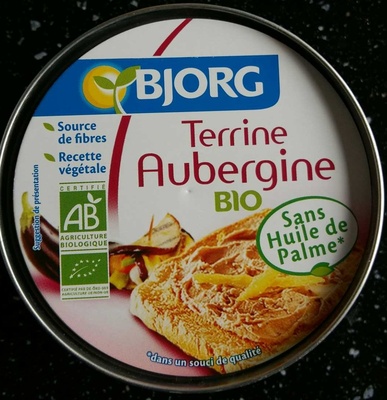 BJORG
Source
de fibres
Recette
végétale
Terrine
Aubergine
BIO
Sans
Huile de
Palme*
Suggestion de présentation
CERTIFIÉ
AB
AGRICULTURE
BIOLOGIQUE
*dans un souci de qualité